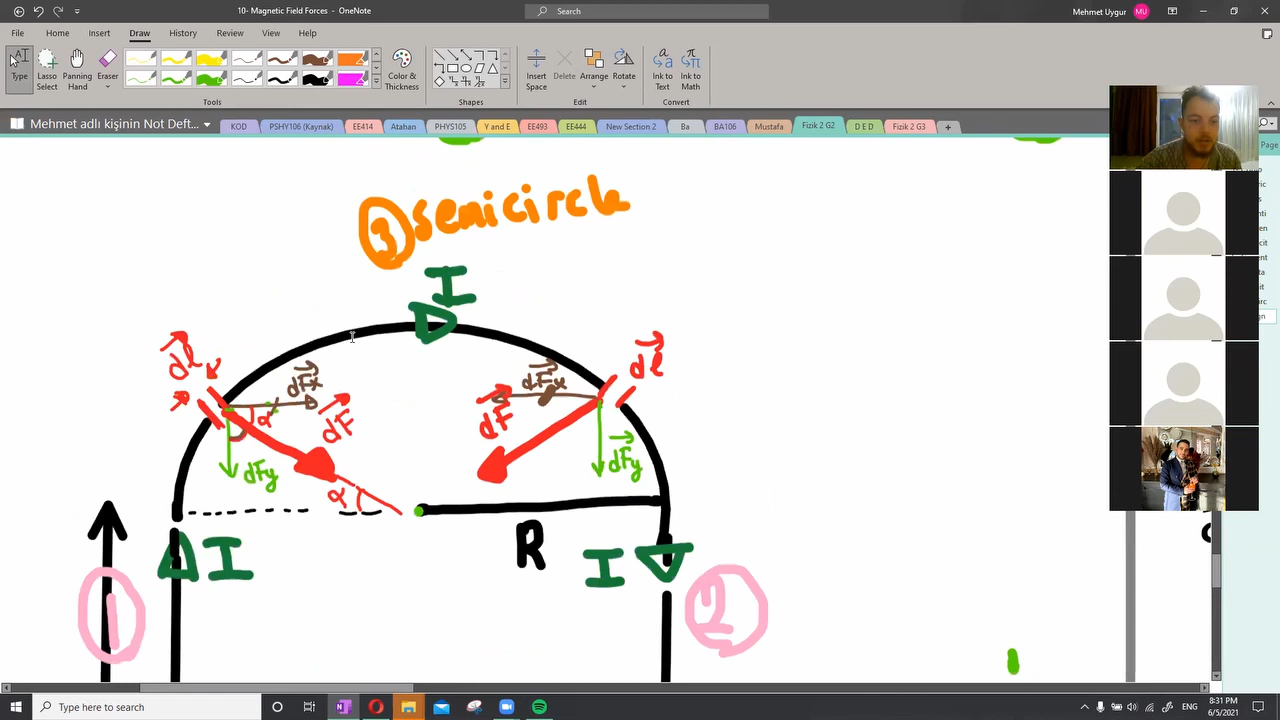 10- Magnetic Field Forces - OneNote
Search
Mehmet Uygur
MU
File
Home
Insert
Draw
History
Review
View
Help
Type
Lasso Select
Panning Hand
Eraser
Color & Thickness
Insert Space
Delete
Arrange
Rotate
Ink to Text
Ink to Math
Tools
Shapes
Edit
Convert
Mehmet adlı kişinin Not Deft...
KOD
PSHY106 (Kaynak)
EE414
Atahan
PHYS105
Y and E
EE493
EE444
New Section 2
Ba
BA106
Mustafa
Fizik 2 G2
D E D
Fizik 2 G3
Page
3 semicircle
I
dl
dFx
α
dF
dFy
α
dFx
dl
dF
dFy
R
I
I
1
2
Type here to search
8:31 PM
6/5/2021